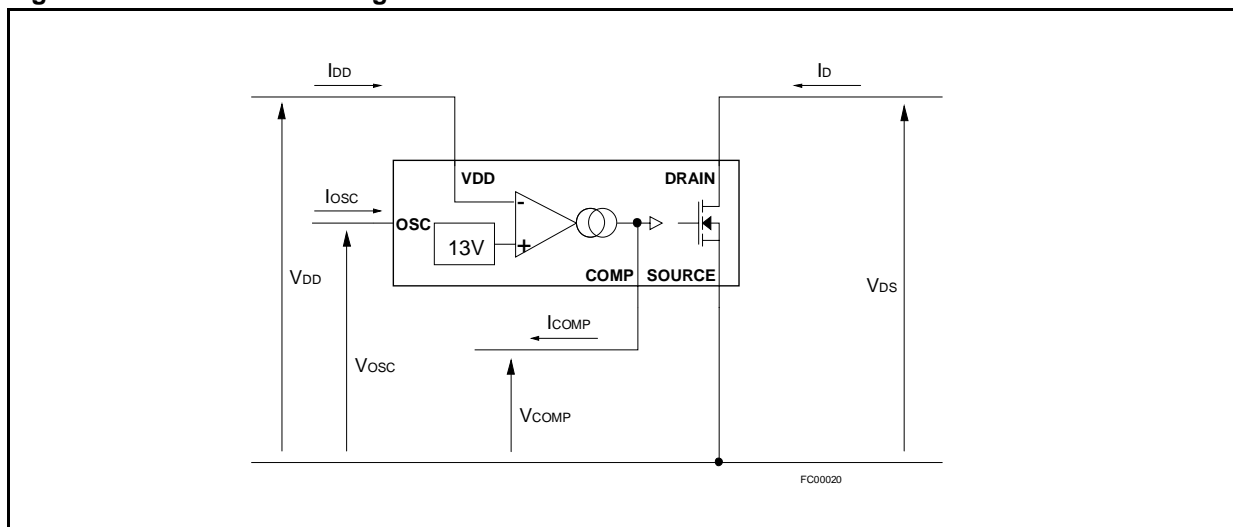 IDD
ID
VDD
DRAIN
IOSC
OSC
-
13V
+
COMP
SOURCE
VDD
VDS
ICOMP
VOSC
VCOMP
FC00020